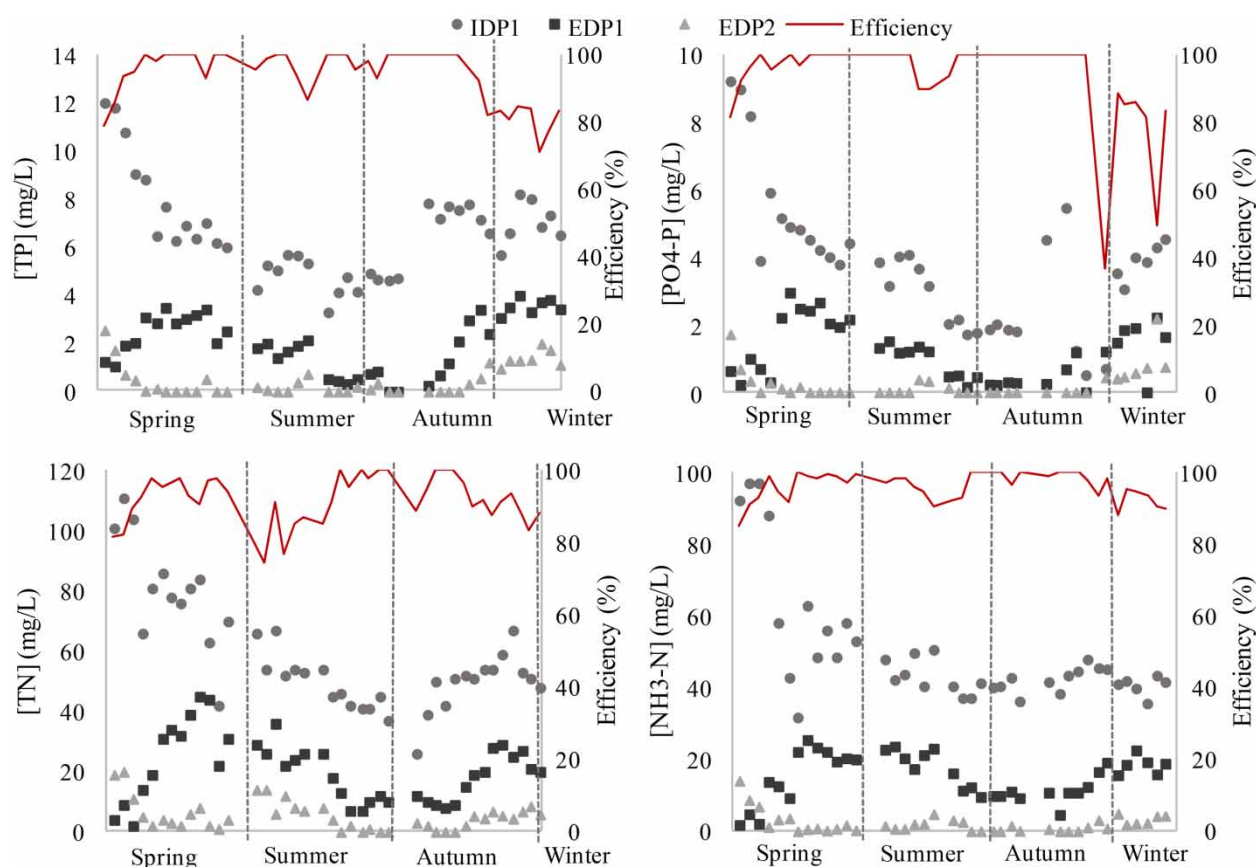 IDP1 EDP1 EDP2 Efficiency
14 100 10 100
12 80 8 80
10
8 60 6 60
6 40 4 40
4 20 2 20
2
0 0 0 0
[TP] (mg/L)
Efficiency (%)
[PO4-P] (mg/L)
Efficiency (%)
Spring Summer Autumn Winter
Spring Summer Autumn Winter
120 100 100 100
100 80 80 80
80 60 60 60
60 40 40 40
40 20 20 20
20
0 0 0 0
[TN] (mg/L)
Efficiency (%)
[NH3-N] (mg/L)
Efficiency (%)
Spring Summer Autumn Winter
Spring Summer Autumn Winter